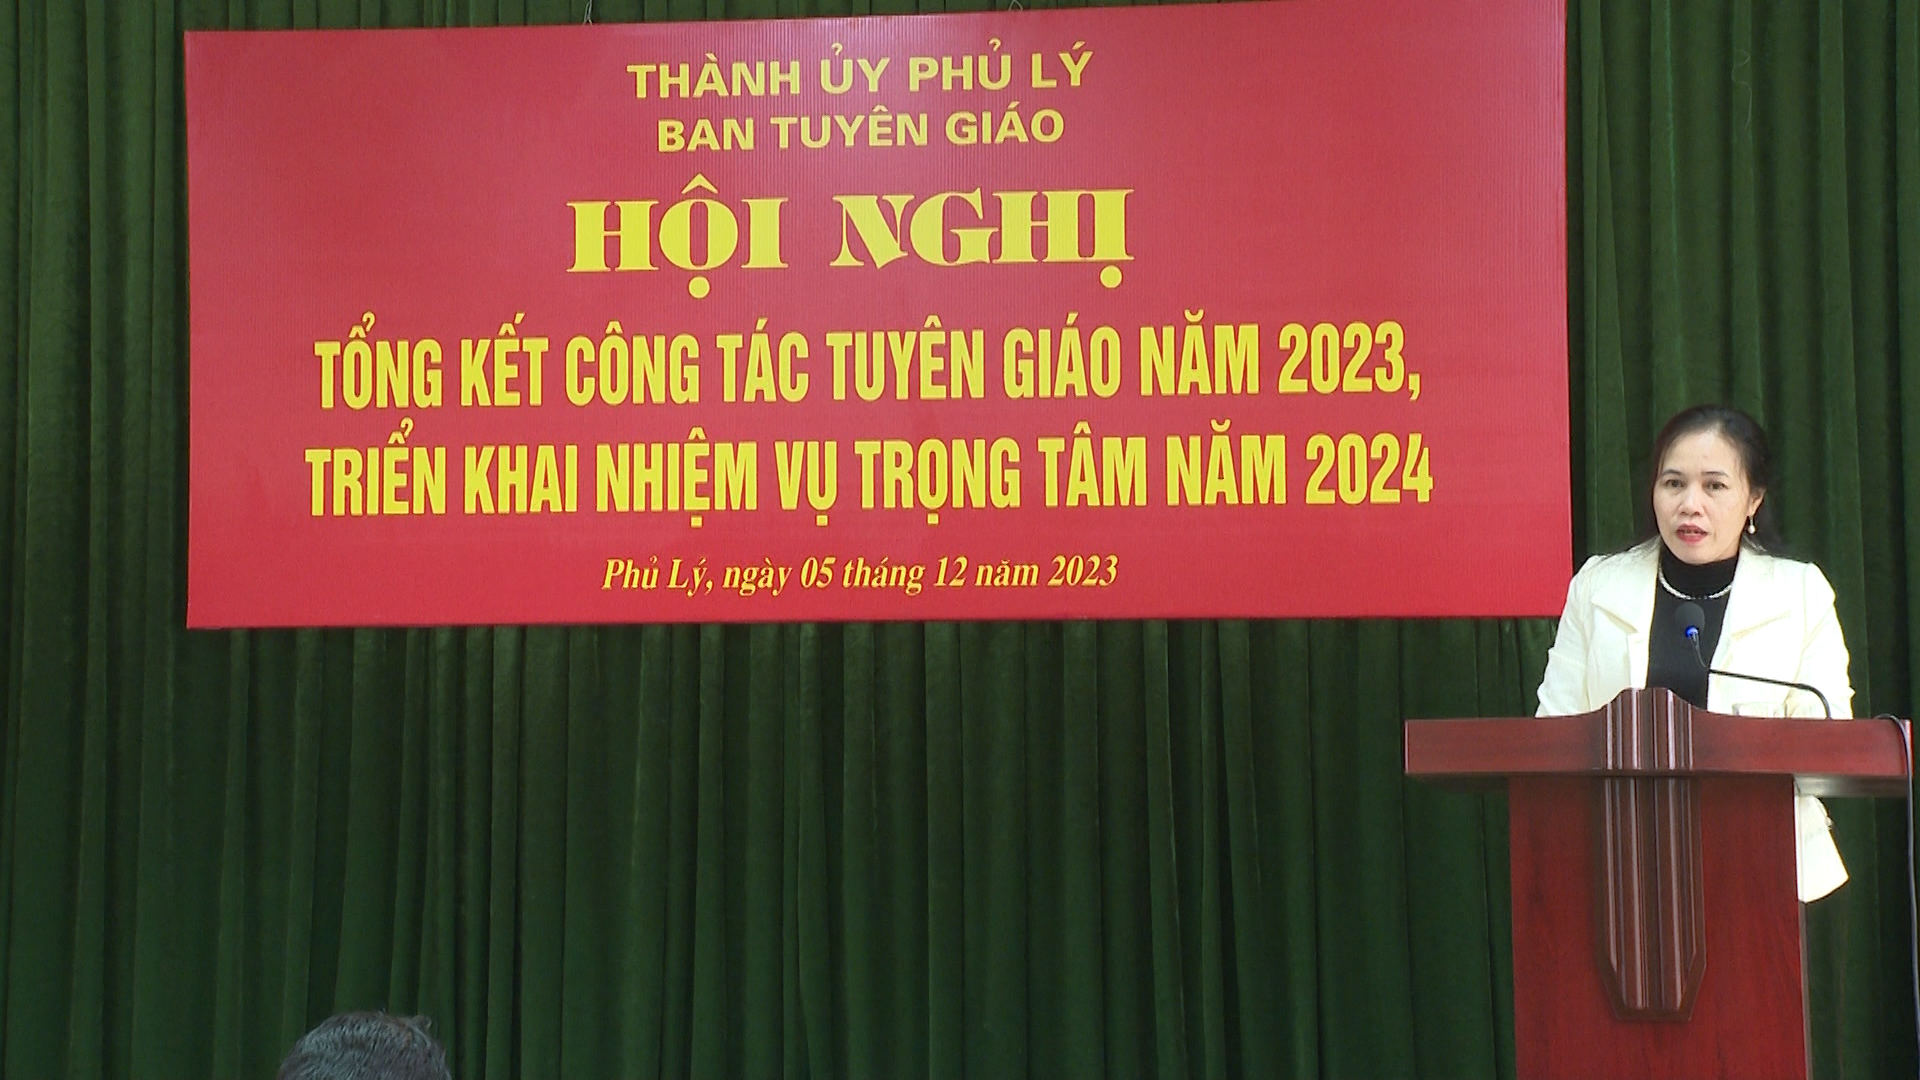 THÀNH ỦY PHỦ LÝ
BAN TUYÊN GIÁO
HỘI NGHỊ
TỔNG KẾT CÔNG TÁC TUYÊN GIÁO NĂM 2023,
TRIỂN KHAI NHIỆM VỤ TRỌNG TÂM NĂM 2024
Phủ Lý, ngày 05 tháng 12 năm 2023